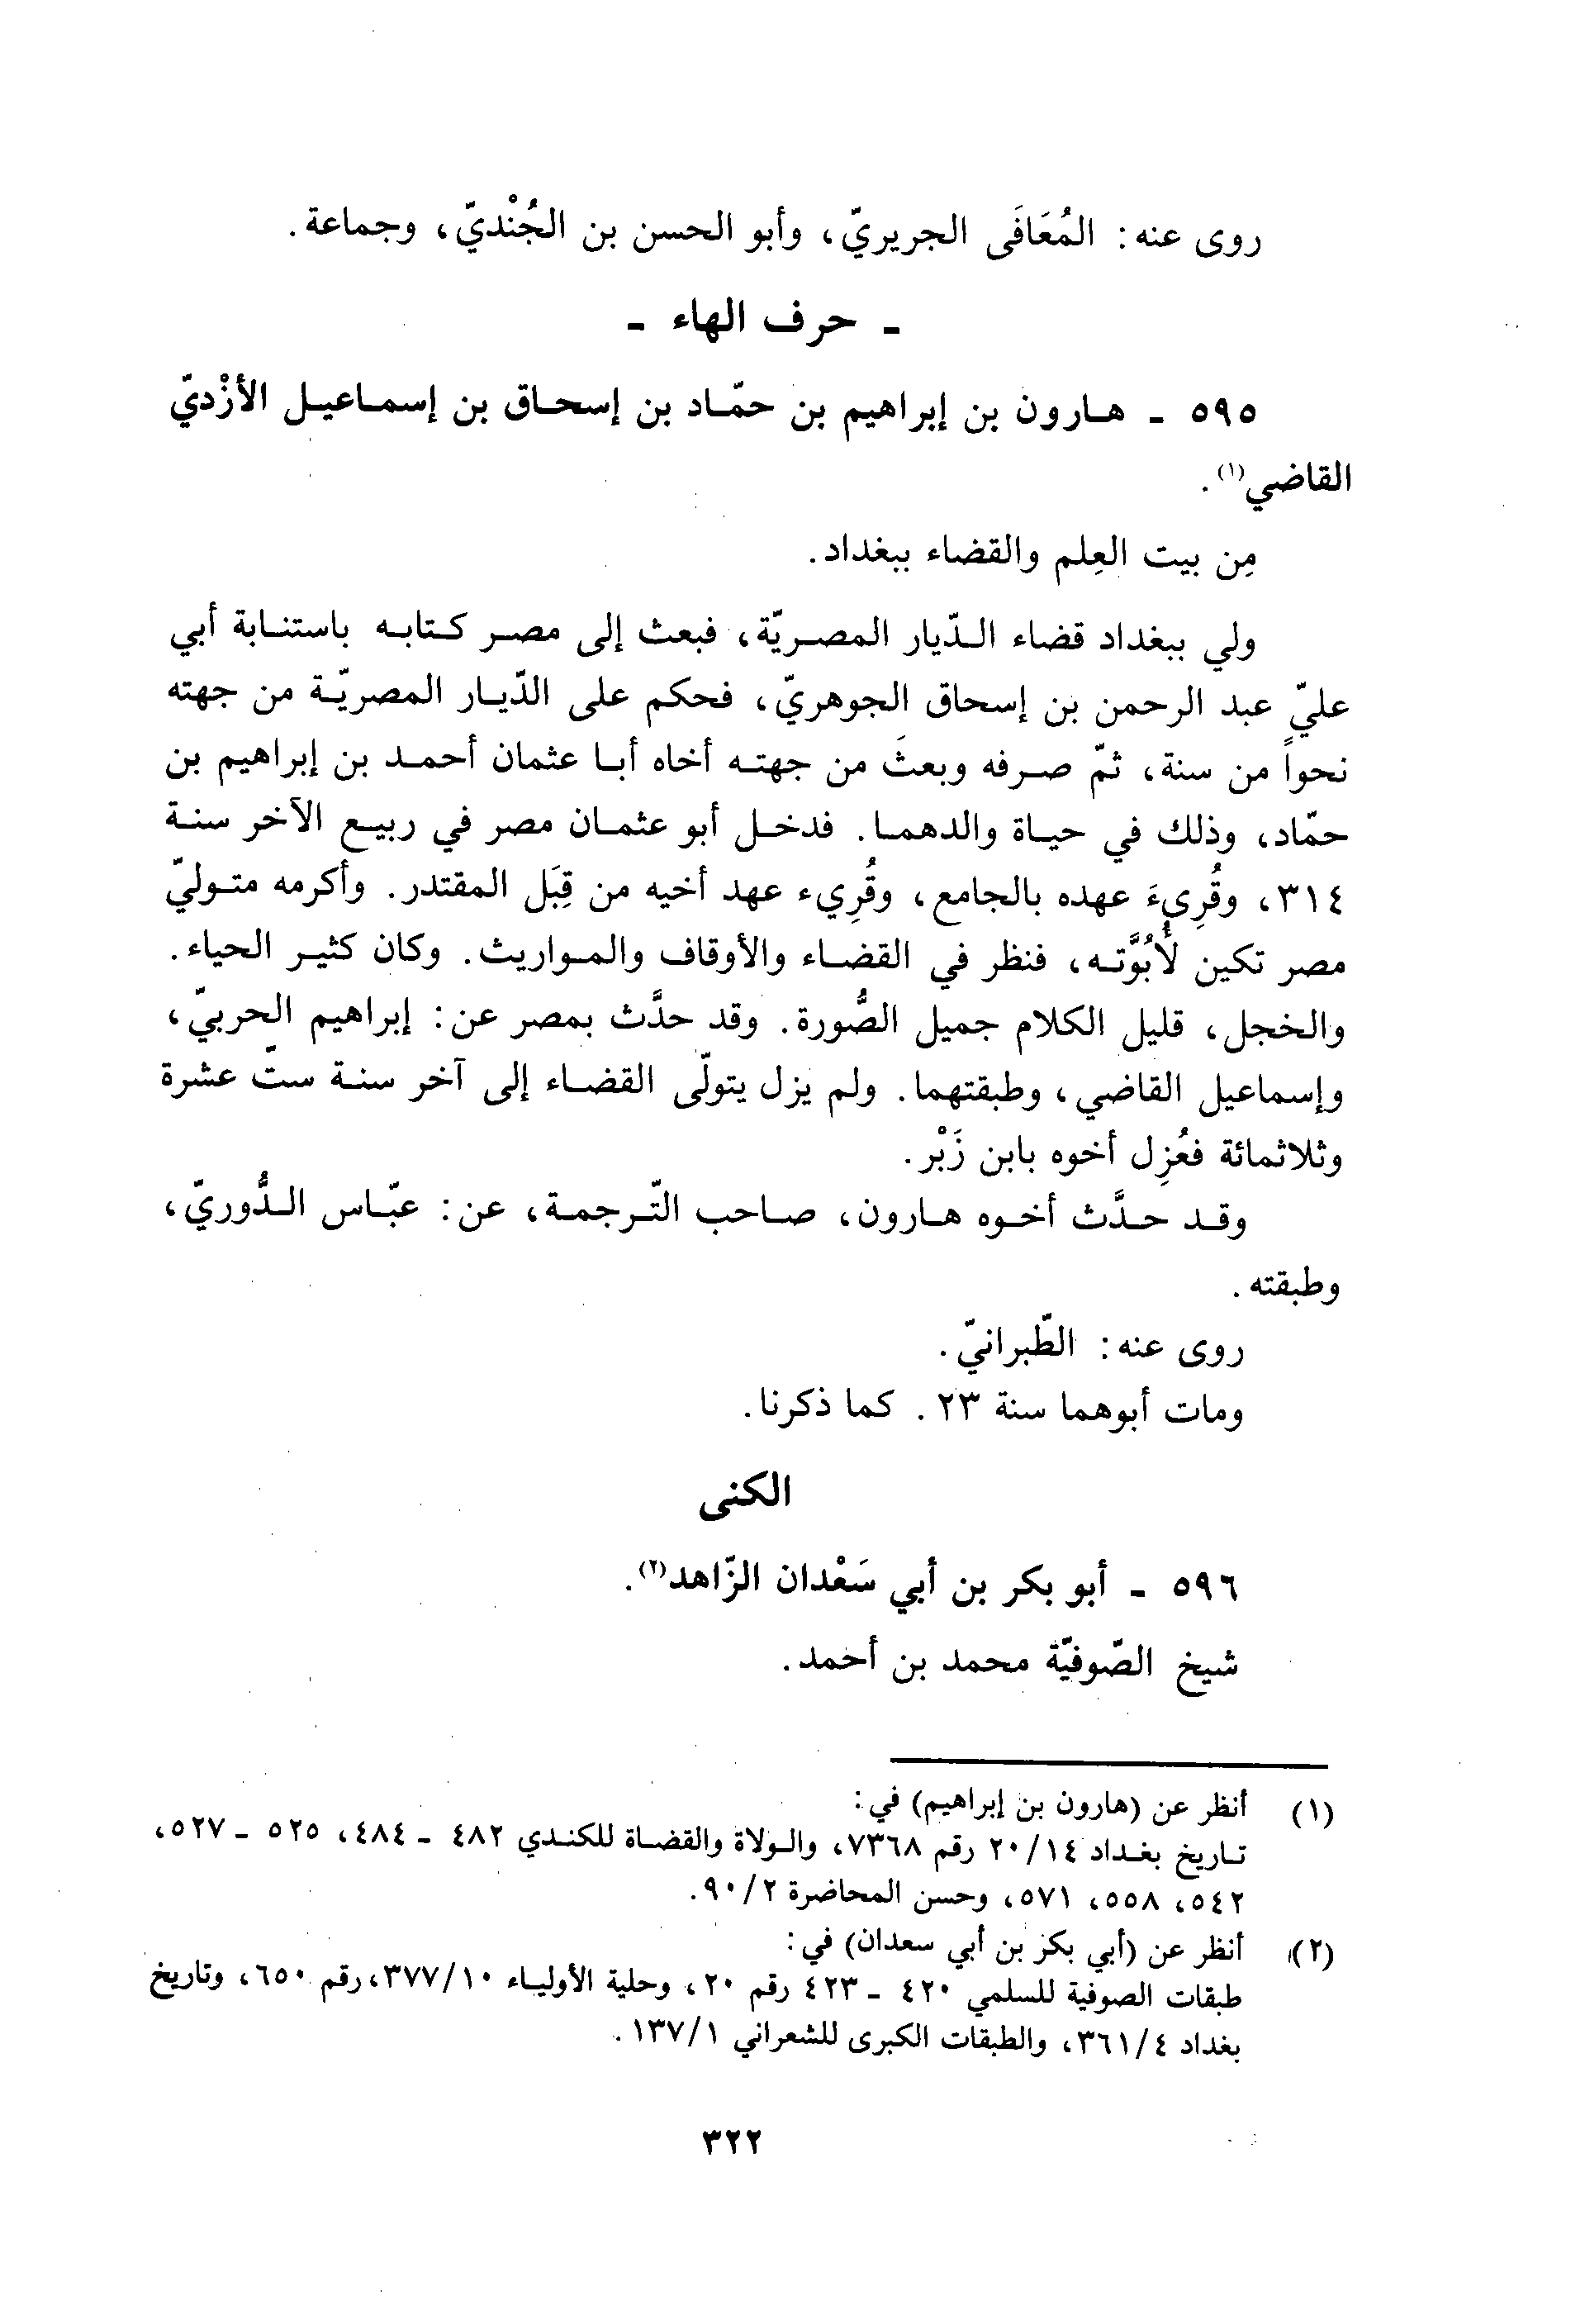 روى عنه: المُعَافَى الجريريّ، وأبو الحسن بن الجُنْديّ، وجماعة.
ـ حرف الهاء ـ
٥٩٥ ـ هارون بن إبراهيم بن حمّاد بن إسحاق بن إسماعيل الأزْديّ
القاضي(١).
مِن بيت العِلم والقضاء ببغداد.
ولي ببغداد قضاء الدّيار المصريّة، فبعث إلى مصر كتابه باستنابة أبي
عليّ عبد الرحمن بن إسحاق الجوهريّ، فحكم على الدّيار المصريّة من جهته
نحواً من سنة، ثمّ صرفه وبعثَ من جهته أخاه أبا عثمان أحمد بن إبراهيم بن
حمّاد، وذلك في حياة والدهما. فدخل أبو عثمان مصر في ربيع الآخر سنة
٣١٤، وقُرِيءَ عهده بالجامع، وقُرِيء عهد أخيه من قِبَل المقتدر. وأكرمه متوليّ
مصر تكين لأُبُوَّته، فنظر في القضاء والأوقاف والمواريث. وكان كثير الحياء.
والخجل، قليل الكلام جميل الصُّورة. وقد حدَّث بمصر عن: إبراهيم الحربيّ،
وإسماعيل القاضي، وطبقتهما. ولم يزل يتولّى القضاء إلى آخر سنة ستّ عشرة
وثلاثمائة فعُزِل أخوه بابن زَبْر.
وقد حدَّث أخوه هارون، صاحب التّرجمة، عن: عبّاس الدُّوريّ،
وطبقته.
روى عنه: الطّبرانيّ.
ومات أبوهما سنة ٢٣. كما ذكرنا.
الكنى
٥٩٦ ـ أبو بكر بن أبي سَعْدان الزّاهد(٢).
شيخ الصّوفيّة محمد بن أحمد.
(١) أنظر عن (هارون بن إبراهيم) في:
تاريخ بغداد ٢٠/١٤ رقم ٧٣٦٨، والولاة والقضاة للكندي ٤٨٢ ـ ٤٨٤، ٥٢٥ ـ ٥٢٧،
٥٤٢، ٥٥٨، ٥٧١، وحسن المحاضرة ٩٠/٢.
(٢) أنظر عن (أبي بكر بن أبي سعدان) في:
طبقات الصوفية للسلمي ٤٢٠ ـ ٤٢٣ رقم ٢٠، وحلية الأولياء ٣٧٧/١٠، رقم ٦٥٠، وتاريخ
بغداد ٣٦١/٤، والطبقات الكبرى للشعراني ١٣٧/١.
٣٢٢